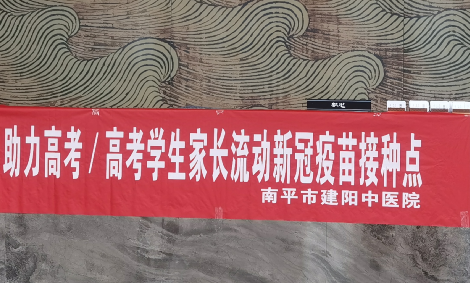 助力高考/高考学生家长流动新冠疫苗接种点
南平市建阳中医院